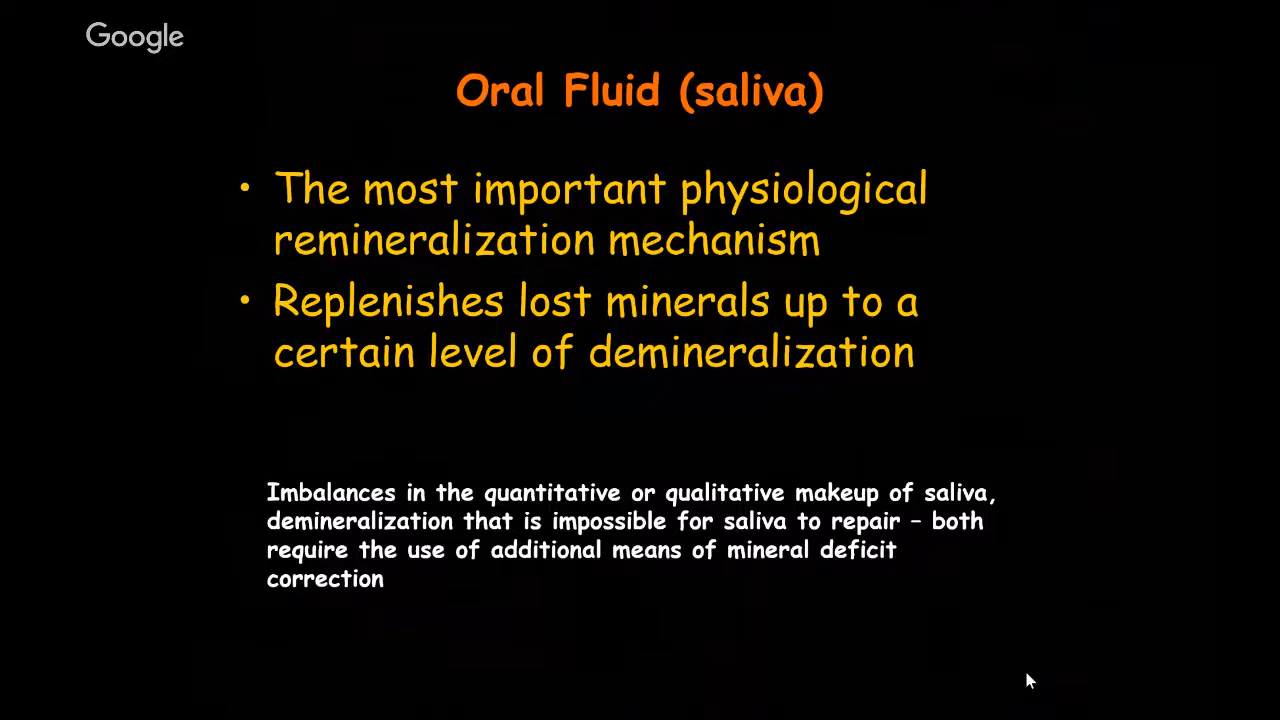 Google
Oral Fluid (saliva)
• The most important physiological
remineralization mechanism
• Replenishes lost minerals up to a
certain level of demineralization
Imbalances in the quantitative or qualitative makeup of saliva,
demineralization that is impossible for saliva to repair – both
require the use of additional means of mineral deficit
correction